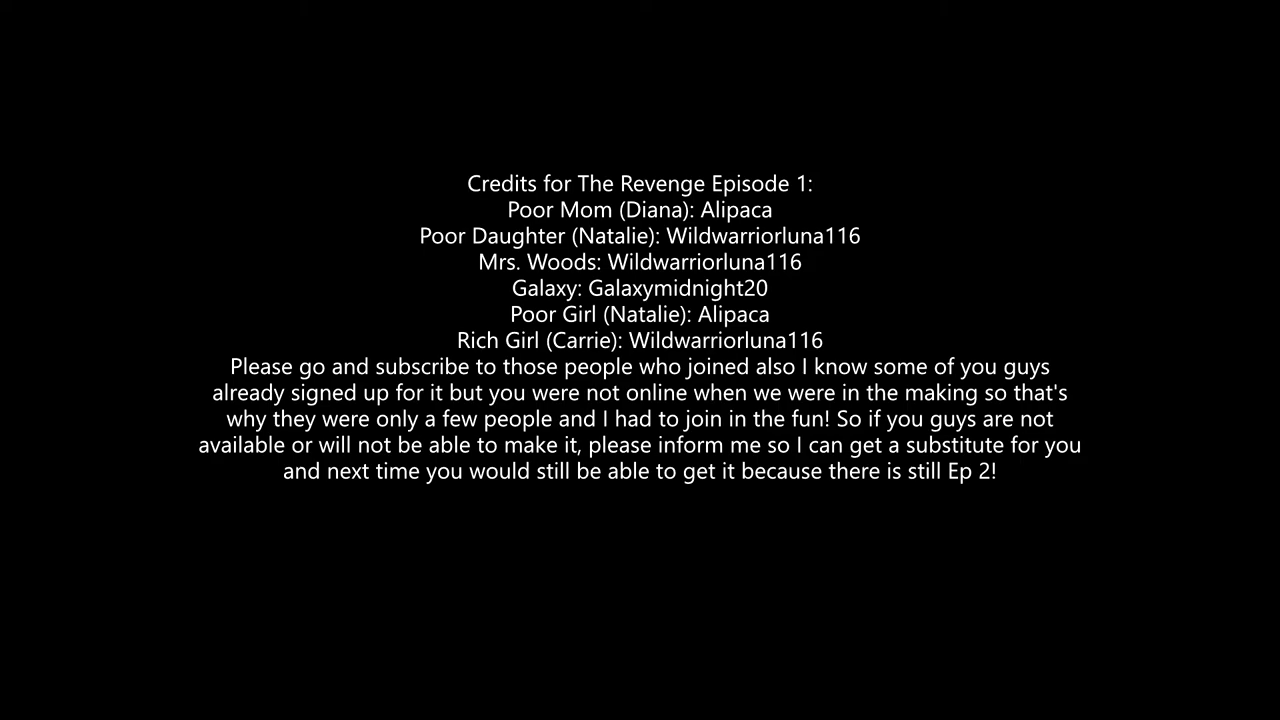 Credits for The Revenge Episode 1:
Poor Mom (Diana): Alipaca
Poor Daughter (Natalie): Wildwarriorluna116
Mrs. Woods: Wildwarriorluna116
Galaxy: Galaxymidnight20
Poor Girl (Natalie): Alipaca
Rich Girl (Carrie): Wildwarriorluna116
Please go and subscribe to those people who joined also I know some of you guys
already signed up for it but you were not online when we were in the making so that's
why they were only a few people and I had to join in the fun! So if you guys are not
available or will not be able to make it, please inform me so I can get a substitute for you
and next time you would still be able to get it because there is still Ep 2!